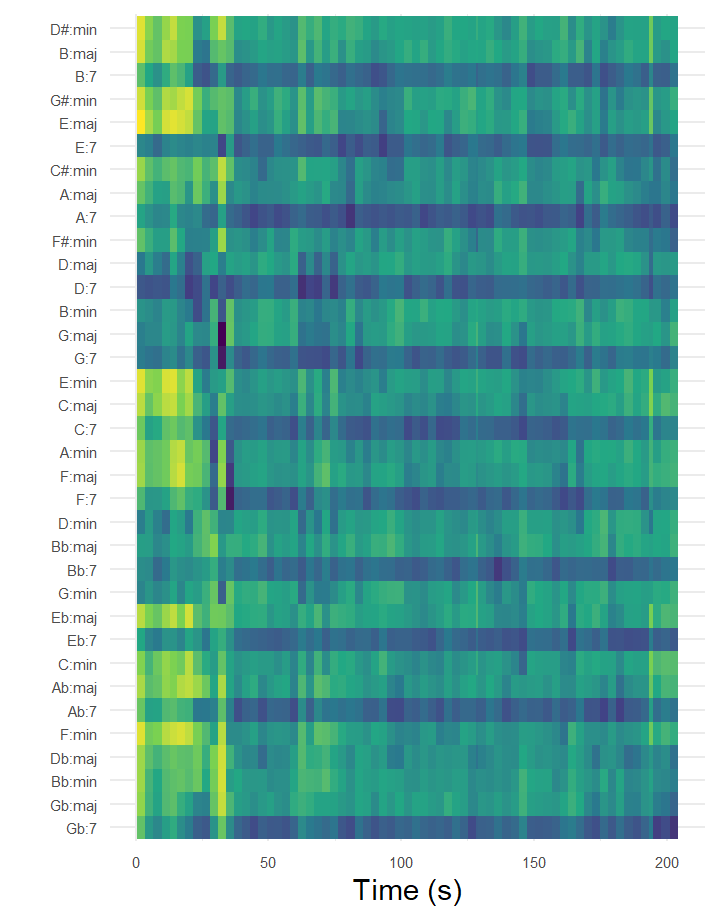 D#:min
B:maj
B:7
G#:min
E:maj
E:7
C#:min
A:maj
A:7
F#:min
D:maj
D:7
B:min
G:maj
G:7
E:min
C:maj
C:7
A:min
F:maj
F:7
D:min
Bb:maj
Bb:7
G:min
Eb:maj
Eb:7
C:min
Ab:maj
Ab:7
F:min
Db:maj
Bb:min
Gb:maj
Gb:7
0 50 100 150 200
Time (s)